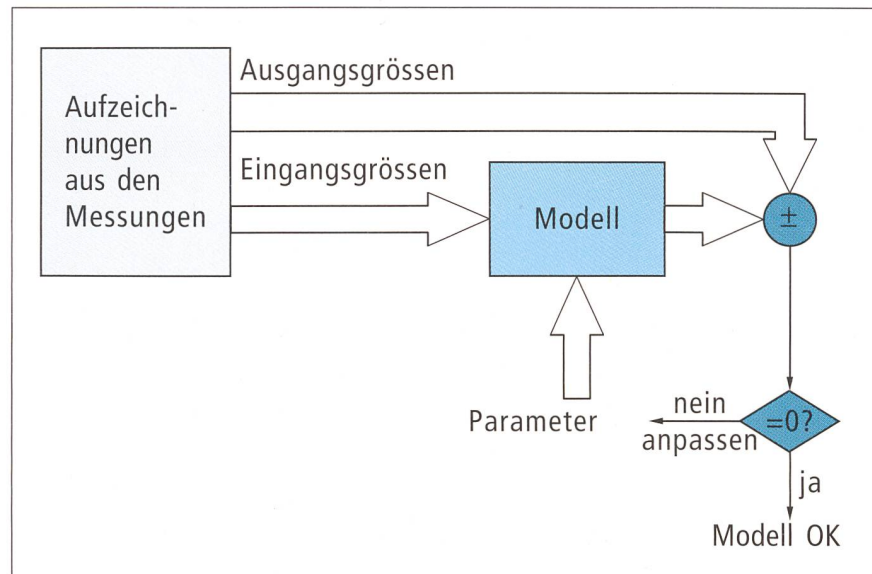 Ausgangsgrössen
Aufzeich-
nungen
aus den
Messungen
Eingangsgrössen
Modell
±
Parameter
nein
anpassen
=0?
ja
Modell OK